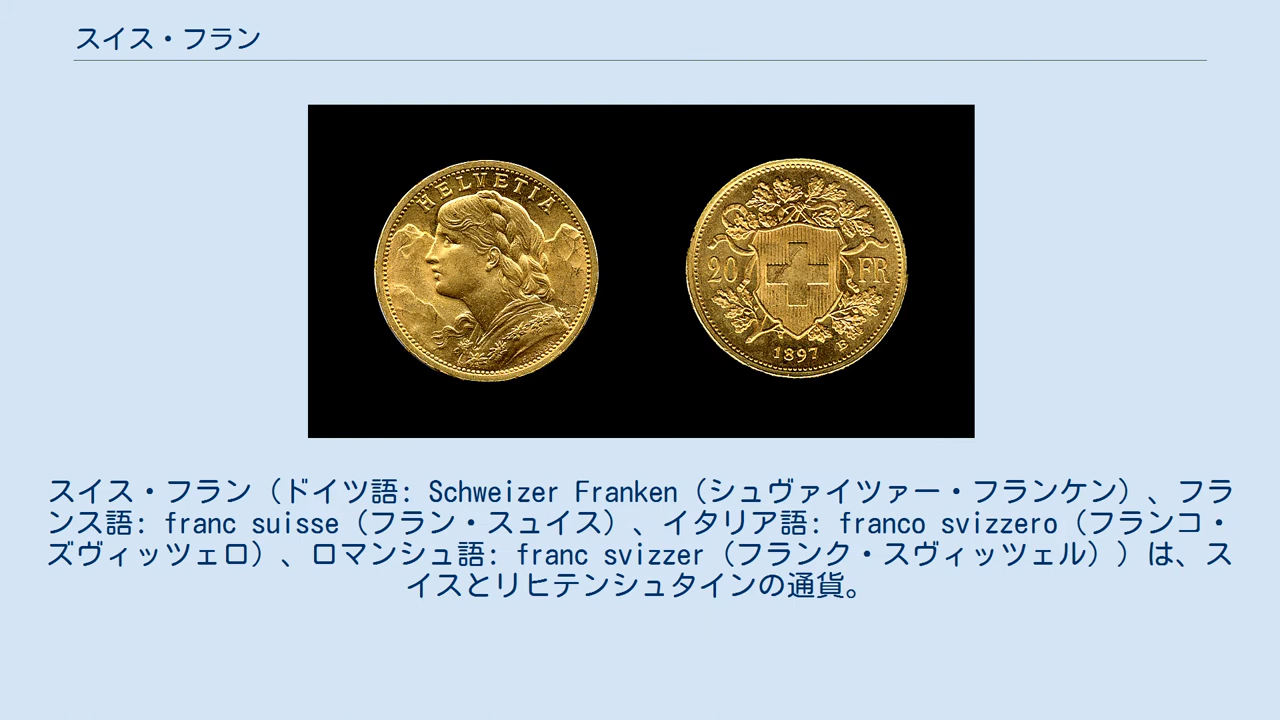 スイス・フラン
HELVETIA
20 FR
1897 B
スイス・フラン（ドイツ語: Schweizer Franken（シュヴァイツァー・フランケン）、フラ
ンス語: franc suisse（フラン・スュイス）、イタリア語: franco svizzero（フランコ・
ズヴィッツェロ）、ロマンシュ語: franc svizzer（フランク・スヴィッツェル））は、ス
イスとリヒテンシュタインの通貨。